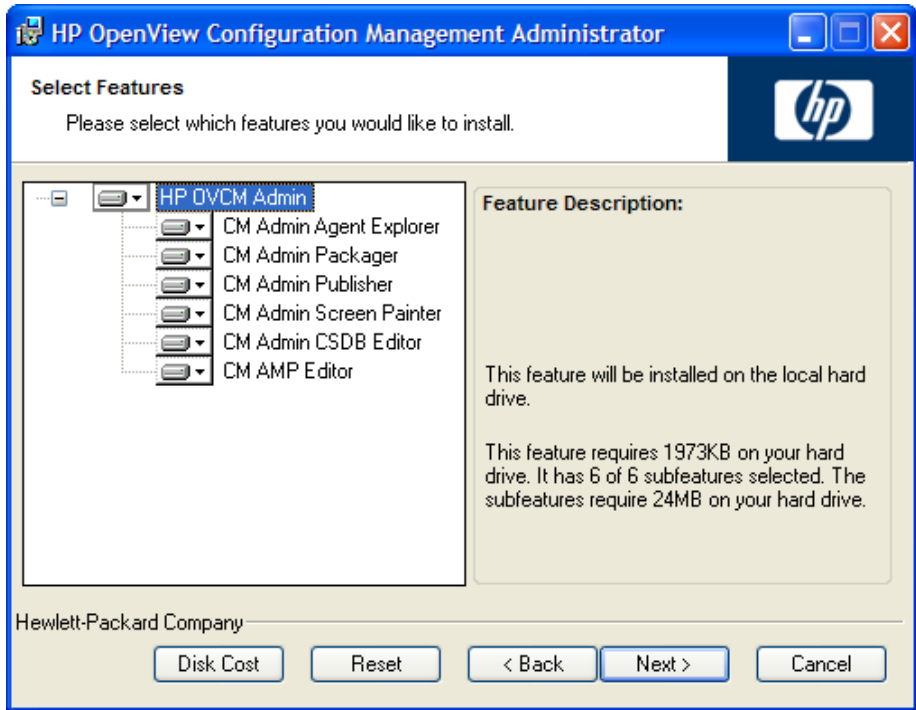 HP OpenView Configuration Management Administrator
Select Features
Please select which features you would like to install.
hp
HP OVCM Admin
CM Admin Agent Explorer
CM Admin Packager
CM Admin Publisher
CM Admin Screen Painter
CM Admin CSDB Editor
CM AMP Editor
Feature Description:
This feature will be installed on the local hard
drive.
This feature requires 1973KB on your hard
drive. It has 6 of 6 subfeatures selected. The
subfeatures require 24MB on your hard drive.
Hewlett-Packard Company
Disk Cost
Reset
< Back
Next >
Cancel